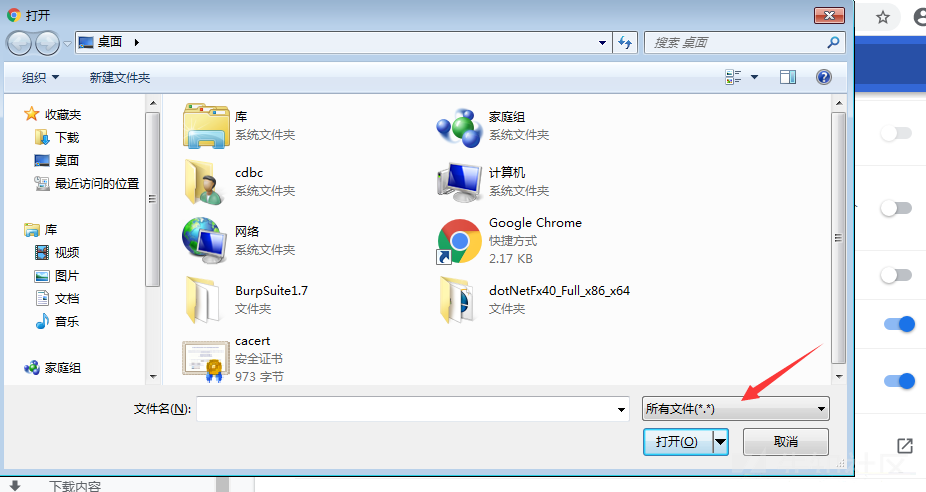 打开
桌面
搜索 桌面
组织
新建文件夹
收藏夹
下载
桌面
最近访问的位置
库
视频
图片
文档
音乐
家庭组
库
系统文件夹
家庭组
系统文件夹
cdbc
系统文件夹
计算机
系统文件夹
网络
系统文件夹
Google Chrome
快捷方式
2.17 KB
BurpSuite1.7
文件夹
dotNetFx40_Full_x86_x64
文件夹
cacert
安全证书
973 字节
文件名(N):
所有文件(*.*)
打开(O)
取消
下载内容